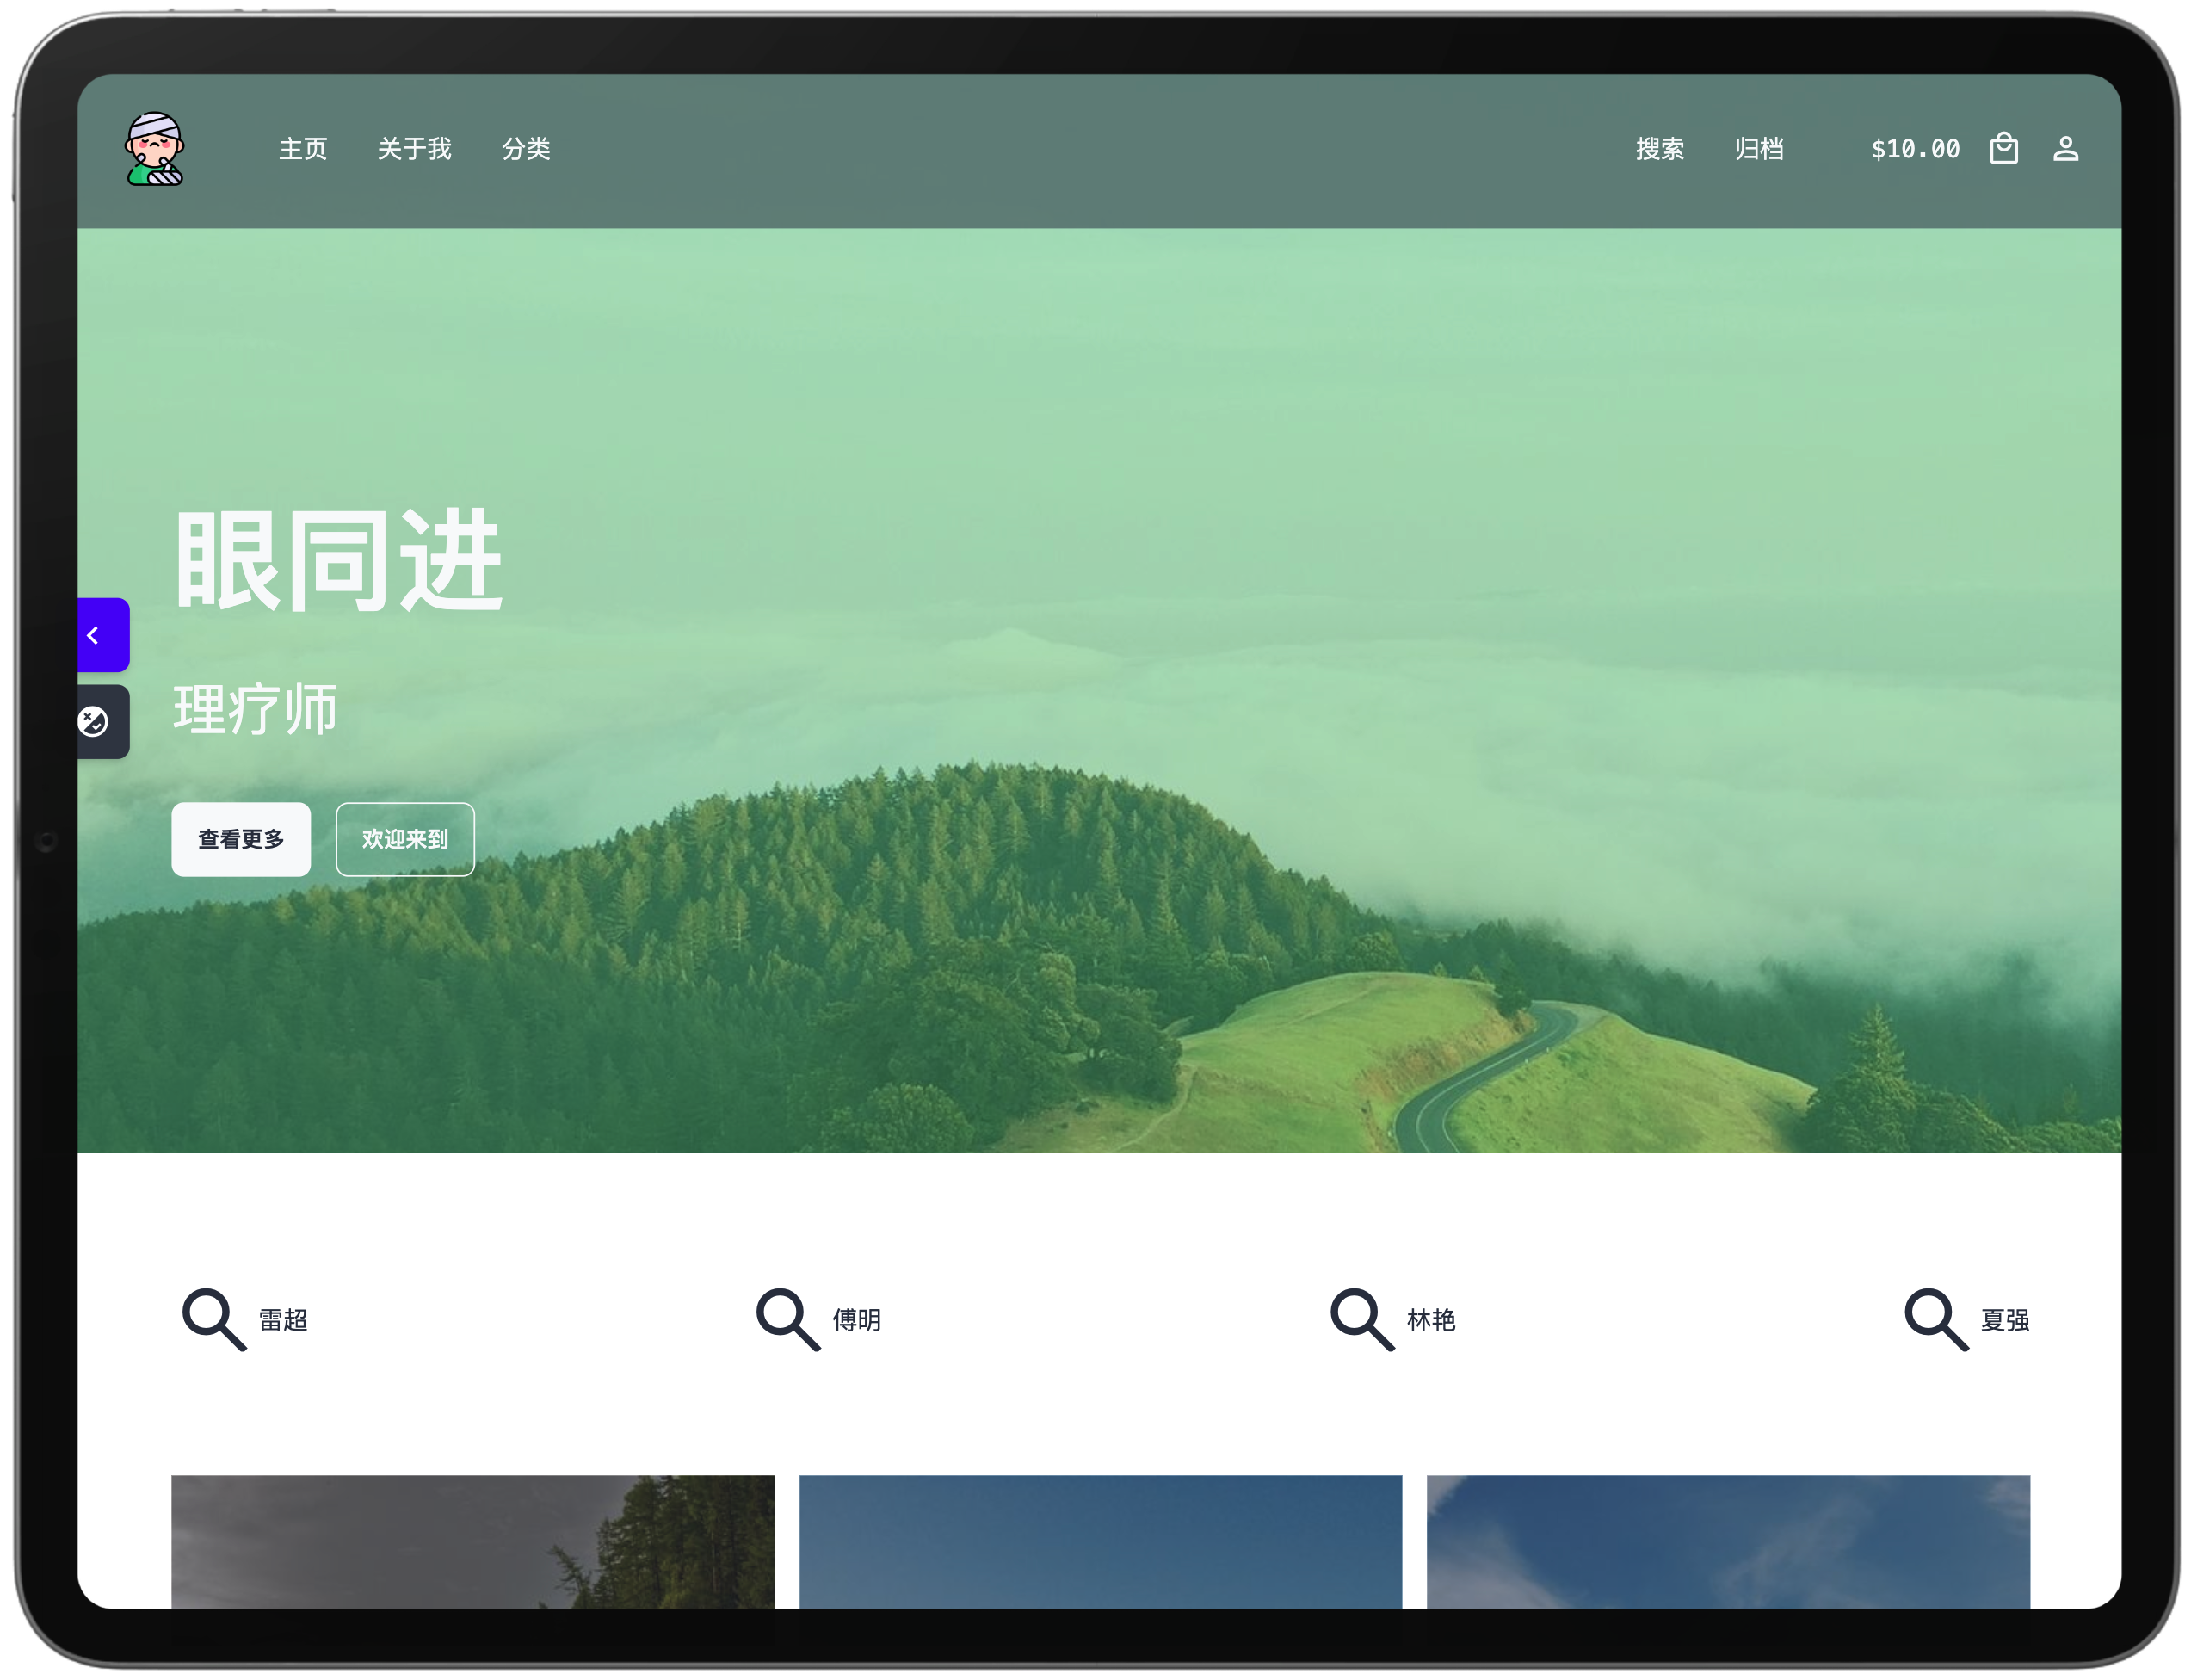 主页 关于我 分类 搜索 归档 $10.00
眼同进
理疗师
查看更多 欢迎来到
雷超 傅明 林艳 夏强